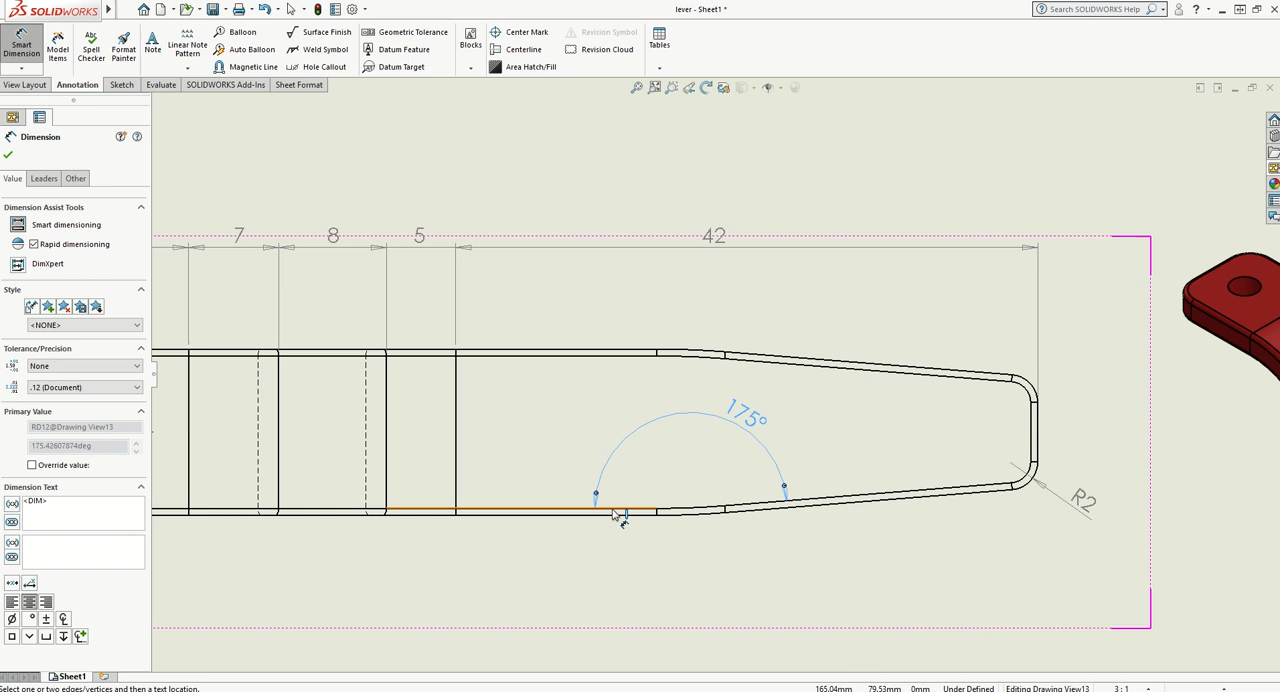 SOLIDWORKS
lever - Sheet1 *
Search SOLIDWORKS Help
Smart Dimension
Model Items
Spell Checker
Format Painter
Note
Linear Note Pattern
Balloon
Auto Balloon
Magnetic Line
Surface Finish
Weld Symbol
Hole Callout
Geometric Tolerance
Datum Feature
Datum Target
Blocks
Center Mark
Centerline
Area Hatch/Fill
Revision Symbol
Revision Cloud
Tables
View Layout Annotation Sketch Evaluate SOLIDWORKS Add-Ins Sheet Format
Dimension
Value Leaders Other
Dimension Assist Tools
Smart dimensioning
Rapid dimensioning
DimXpert
Style
<NONE>
Tolerance/Precision
None
.12 (Document)
Primary Value
RD12@Drawing View13
175.42607874deg
Override value:
Dimension Text
<DIM>
7 8 5 42
175°
R2
Sheet1
Select one or two edges/vertices and then a text location.
165.04mm 79.53mm 0mm Under Defined Editing Drawing View13 3 : 1